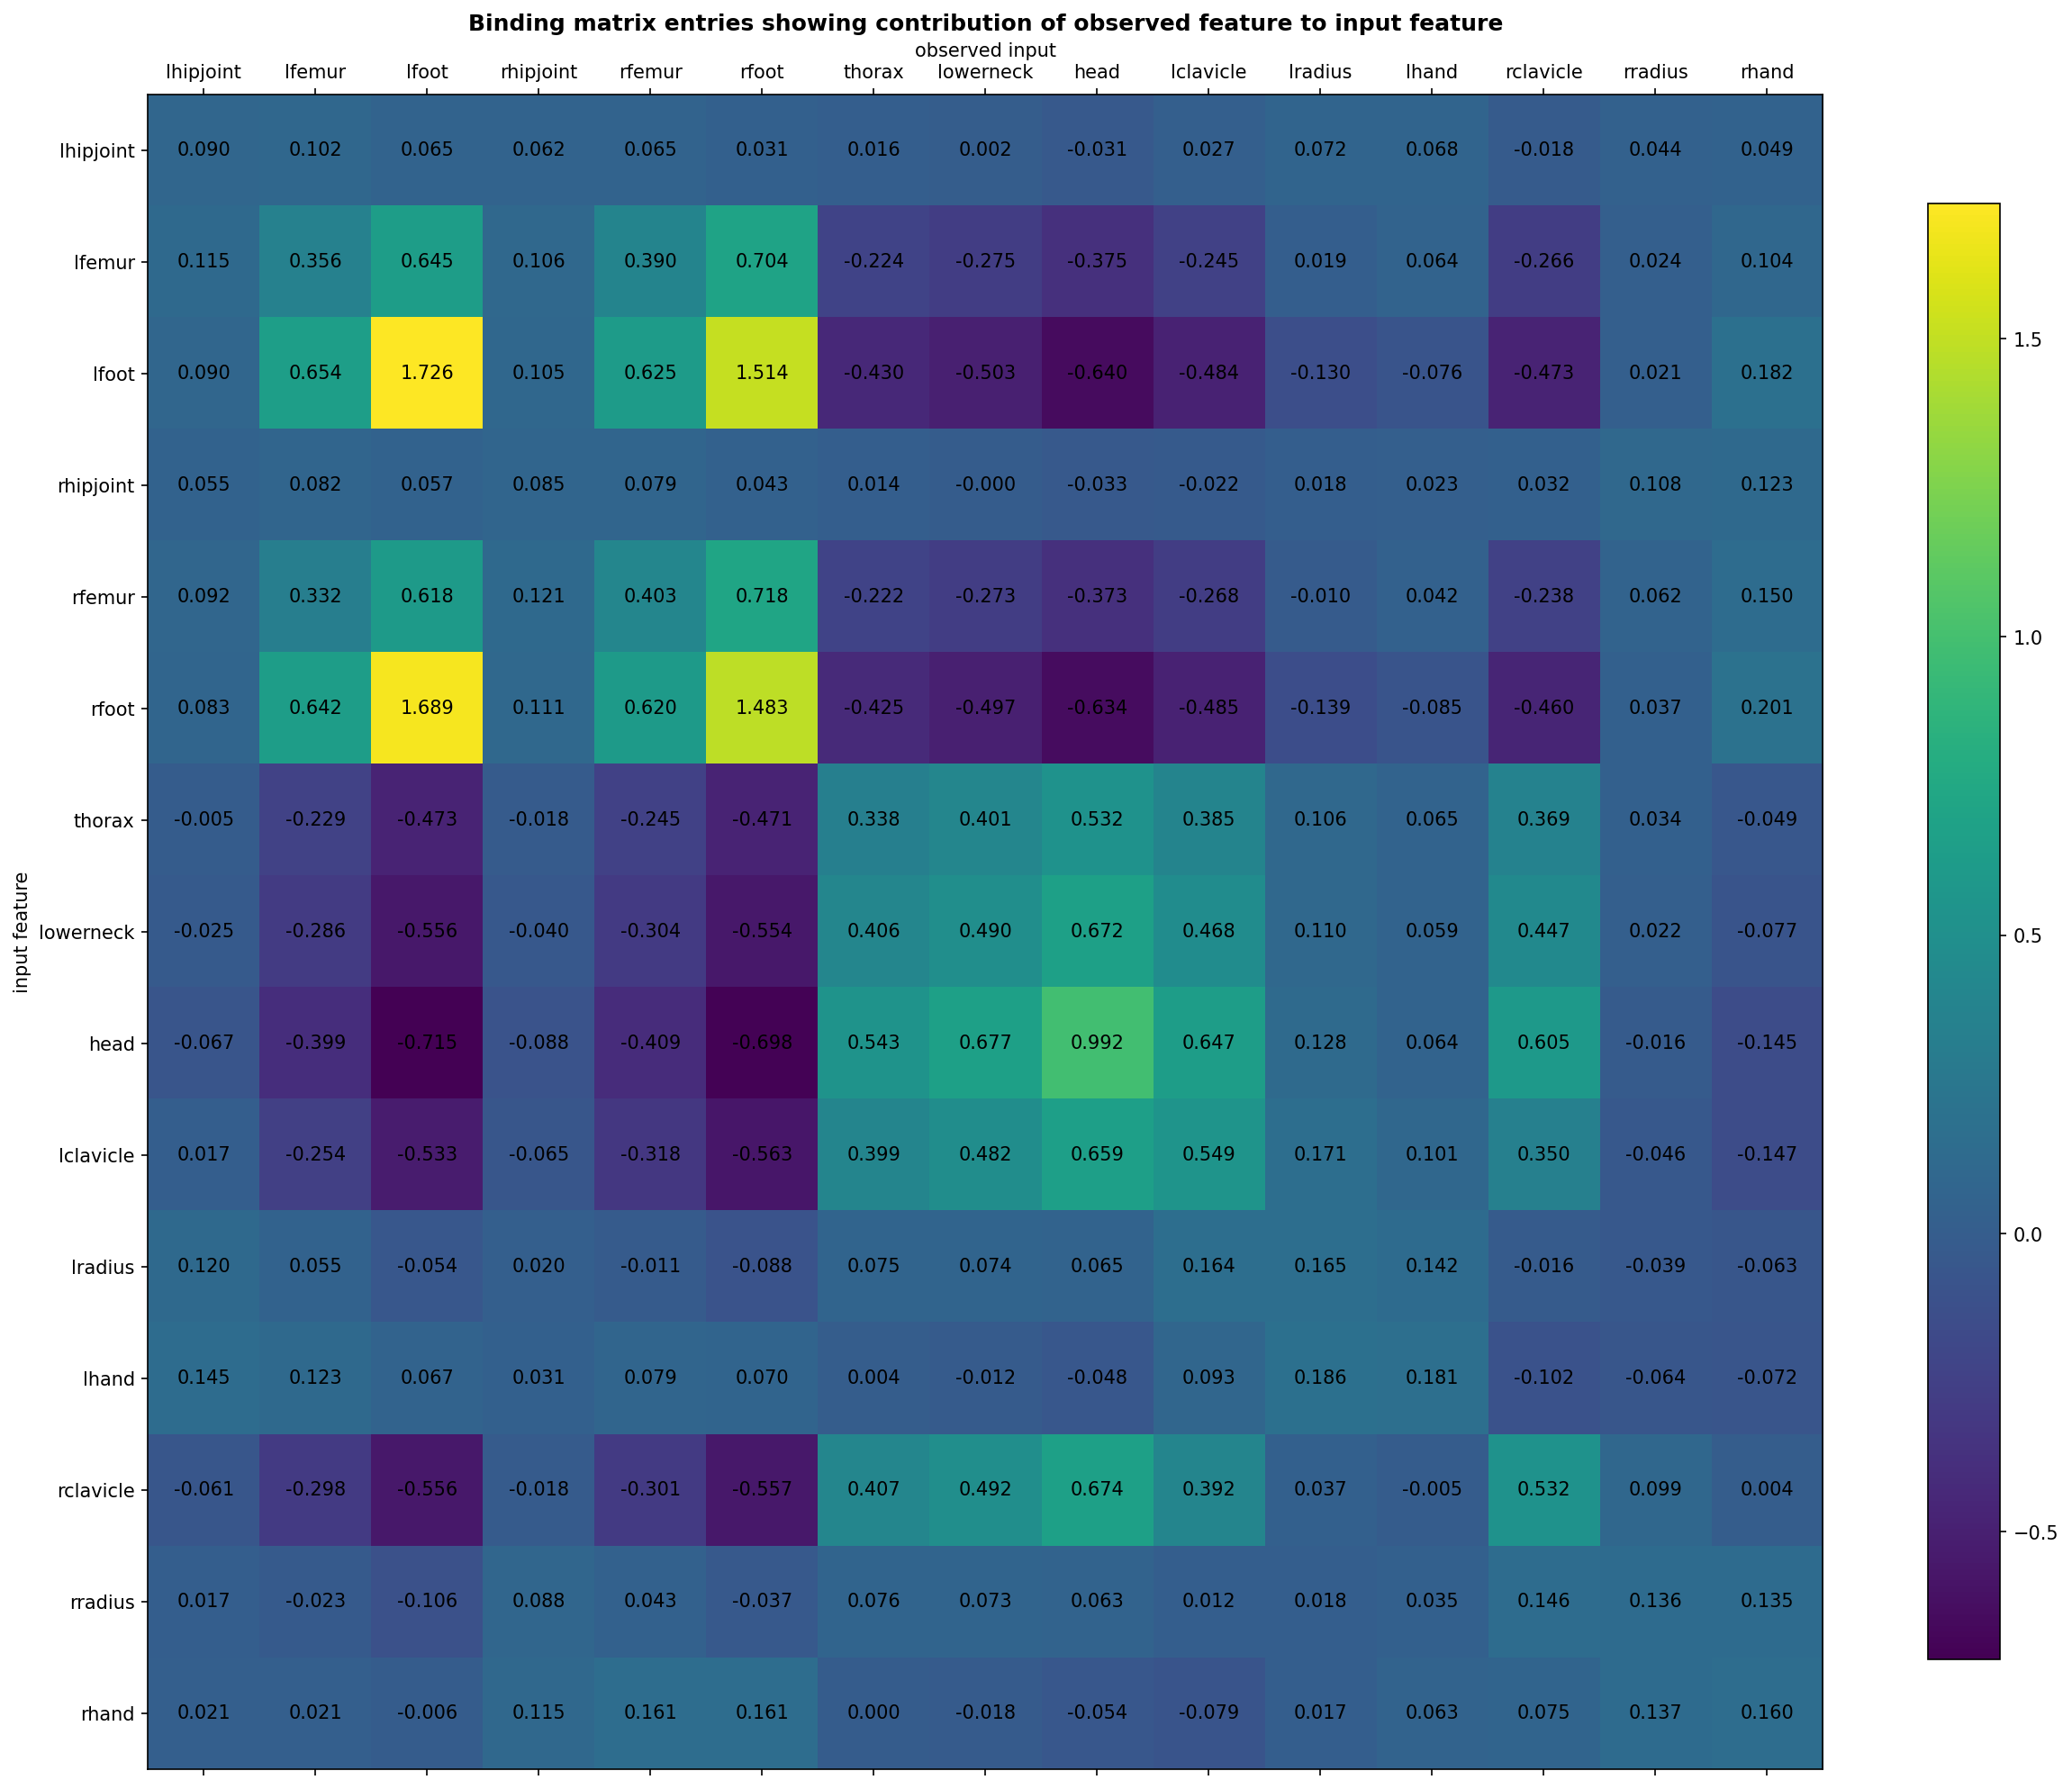 Binding matrix entries showing contribution of observed feature to input feature
observed input
lhipjoint lfemur lfoot rhipjoint rfemur rfoot thorax lowerneck head lclavicle lradius lhand rclavicle rradius rhand
lhipjoint 0.090 0.102 0.065 0.062 0.065 0.031 0.016 0.002 -0.031 0.027 0.072 0.068 -0.018 0.044 0.049
lfemur 0.115 0.356 0.645 0.106 0.390 0.704 -0.224 -0.275 -0.375 -0.245 0.019 0.064 -0.266 0.024 0.104
lfoot 0.090 0.654 1.726 0.105 0.625 1.514 -0.430 -0.503 -0.640 -0.484 -0.130 -0.076 -0.473 0.021 0.182
rhipjoint 0.055 0.082 0.057 0.085 0.079 0.043 0.014 -0.000 -0.033 -0.022 0.018 0.023 0.032 0.108 0.123
rfemur 0.092 0.332 0.618 0.121 0.403 0.718 -0.222 -0.273 -0.373 -0.268 -0.010 0.042 -0.238 0.062 0.150
rfoot 0.083 0.642 1.689 0.111 0.620 1.483 -0.425 -0.497 -0.634 -0.485 -0.139 -0.085 -0.460 0.037 0.201
thorax -0.005 -0.229 -0.473 -0.018 -0.245 -0.471 0.338 0.401 0.532 0.385 0.106 0.065 0.369 0.034 -0.049
lowerneck -0.025 -0.286 -0.556 -0.040 -0.304 -0.554 0.406 0.490 0.672 0.468 0.110 0.059 0.447 0.022 -0.077
head -0.067 -0.399 -0.715 -0.088 -0.409 -0.698 0.543 0.677 0.992 0.647 0.128 0.064 0.605 -0.016 -0.145
lclavicle 0.017 -0.254 -0.533 -0.065 -0.318 -0.563 0.399 0.482 0.659 0.549 0.171 0.101 0.350 -0.046 -0.147
lradius 0.120 0.055 -0.054 0.020 -0.011 -0.088 0.075 0.074 0.065 0.164 0.165 0.142 -0.016 -0.039 -0.063
lhand 0.145 0.123 0.067 0.031 0.079 0.070 0.004 -0.012 -0.048 0.093 0.186 0.181 -0.102 -0.064 -0.072
rclavicle -0.061 -0.298 -0.556 -0.018 -0.301 -0.557 0.407 0.492 0.674 0.392 0.037 -0.005 0.532 0.099 0.004
rradius 0.017 -0.023 -0.106 0.088 0.043 -0.037 0.076 0.073 0.063 0.012 0.018 0.035 0.146 0.136 0.135
rhand 0.021 0.021 -0.006 0.115 0.161 0.161 0.000 -0.018 -0.054 -0.079 0.017 0.063 0.075 0.137 0.160
input feature
1.5
1.0
0.5
0.0
−0.5